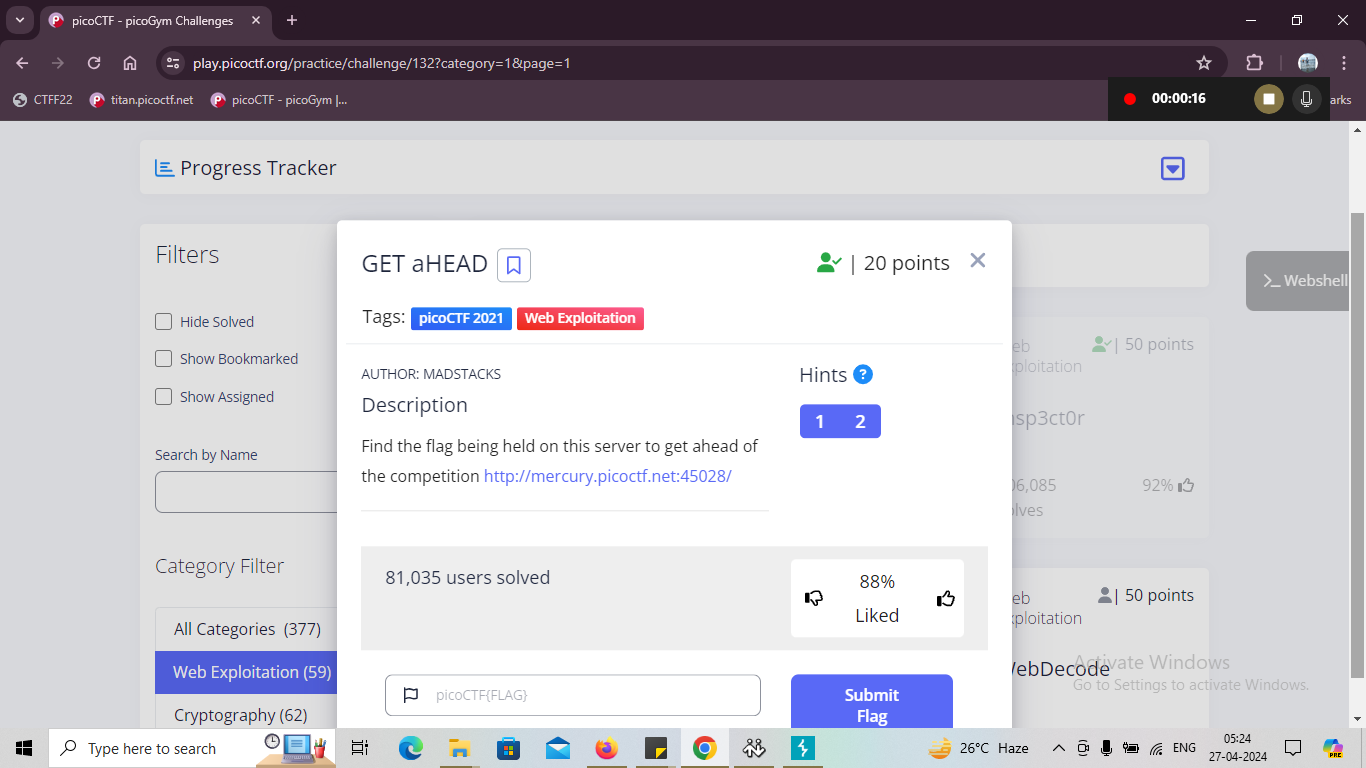 picoCTF - picoGym Challenges
play.picoctf.org/practice/challenge/132?category=1&page=1
CTFF22
titan.picoctf.net
picoCTF - picoGym |...
00:00:16
arks
Progress Tracker
Filters
Hide Solved
Show Bookmarked
Show Assigned
Search by Name
Category Filter
All Categories (377)
Web Exploitation (59)
Cryptography (62)
GET aHEAD
| 20 points
Tags: picoCTF 2021 Web Exploitation
AUTHOR: MADSTACKS
Description
Find the flag being held on this server to get ahead of
the competition http://mercury.picoctf.net:45028/
Hints ?
1 2
81,035 users solved
88%
Liked
picoCTF{FLAG}
Submit
Flag
>_ Webshell
eb
xploitation
| 50 points
nsp3ct0r
06,085
olves
92%
eb
xploitation
| 50 points
WebDecode
Activate Windows
Go to Settings to activate Windows.
Type here to search
26°C Haze
ENG
05:24
27-04-2024
PRE